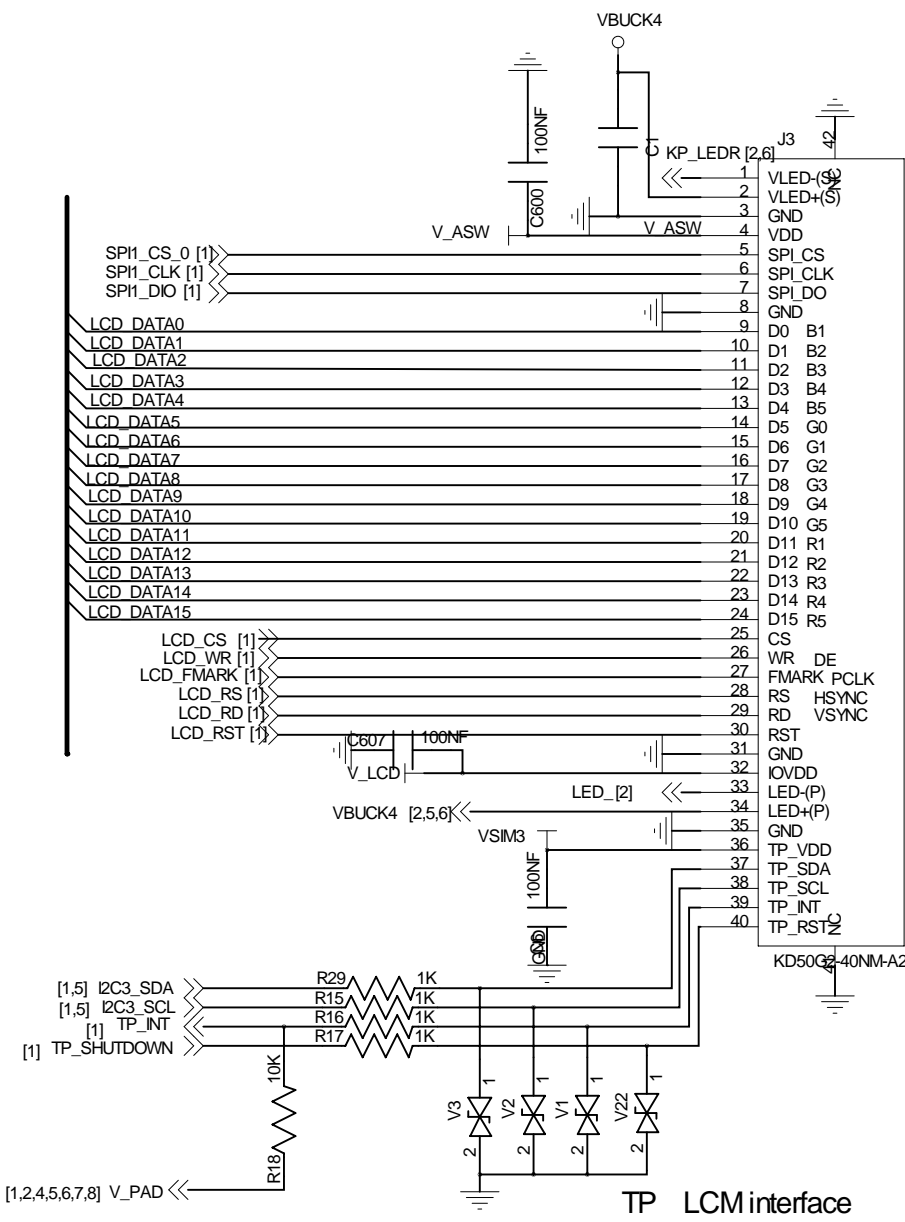 VBUCK4
100NF
C600
C1
KP_LEDR [2,6]
J3
42
NC
1 VLED-(S)
2 VLED+(S)
3 GND
V_ASW
V_ASW
4 VDD
SPI1_CS_0 [1] 5 SPI_CS
SPI1_CLK [1] 6 SPI_CLK
SPI1_DIO [1] 7 SPI_DO
8 GND
LCD_DATA0 9 D0 B1
LCD_DATA1 10 D1 B2
LCD_DATA2 11 D2 B3
LCD_DATA3 12 D3 B4
LCD_DATA4 13 D4 B5
LCD_DATA5 14 D5 G0
LCD_DATA6 15 D6 G1
LCD_DATA7 16 D7 G2
LCD_DATA8 17 D8 G3
LCD_DATA9 18 D9 G4
LCD_DATA10 19 D10 G5
LCD_DATA11 20 D11 R1
LCD_DATA12 21 D12 R2
LCD_DATA13 22 D13 R3
LCD_DATA14 23 D14 R4
LCD_DATA15 24 D15 R5
LCD_CS [1] 25 CS
LCD_WR [1] 26 WR DE
LCD_FMARK [1] 27 FMARK PCLK
LCD_RS [1] 28 RS HSYNC
LCD_RD [1] 29 RD VSYNC
LCD_RST [1] 30 RST
C607 100NF
31 GND
V_LCD 32 IOVDD
LED_ [2] 33 LED-(P)
VBUCK4 [2,5,6] 34 LED+(P)
35 GND
VSIM3 36 TP_VDD
37 TP_SDA
38 TP_SCL
39 TP_INT
40 TP_RST
100NF
NC
KD50G2-40NM-A2
[1,5] I2C3_SDA R29 1K
[1,5] I2C3_SCL R15 1K
[1] TP_INT R16 1K
[1] TP_SHUTDOWN R17 1K
10K
R18
V3 1 2
V2 1 2
V1 1 2
V22 1 2
[1,2,4,5,6,7,8] V_PAD
TP LCM interface